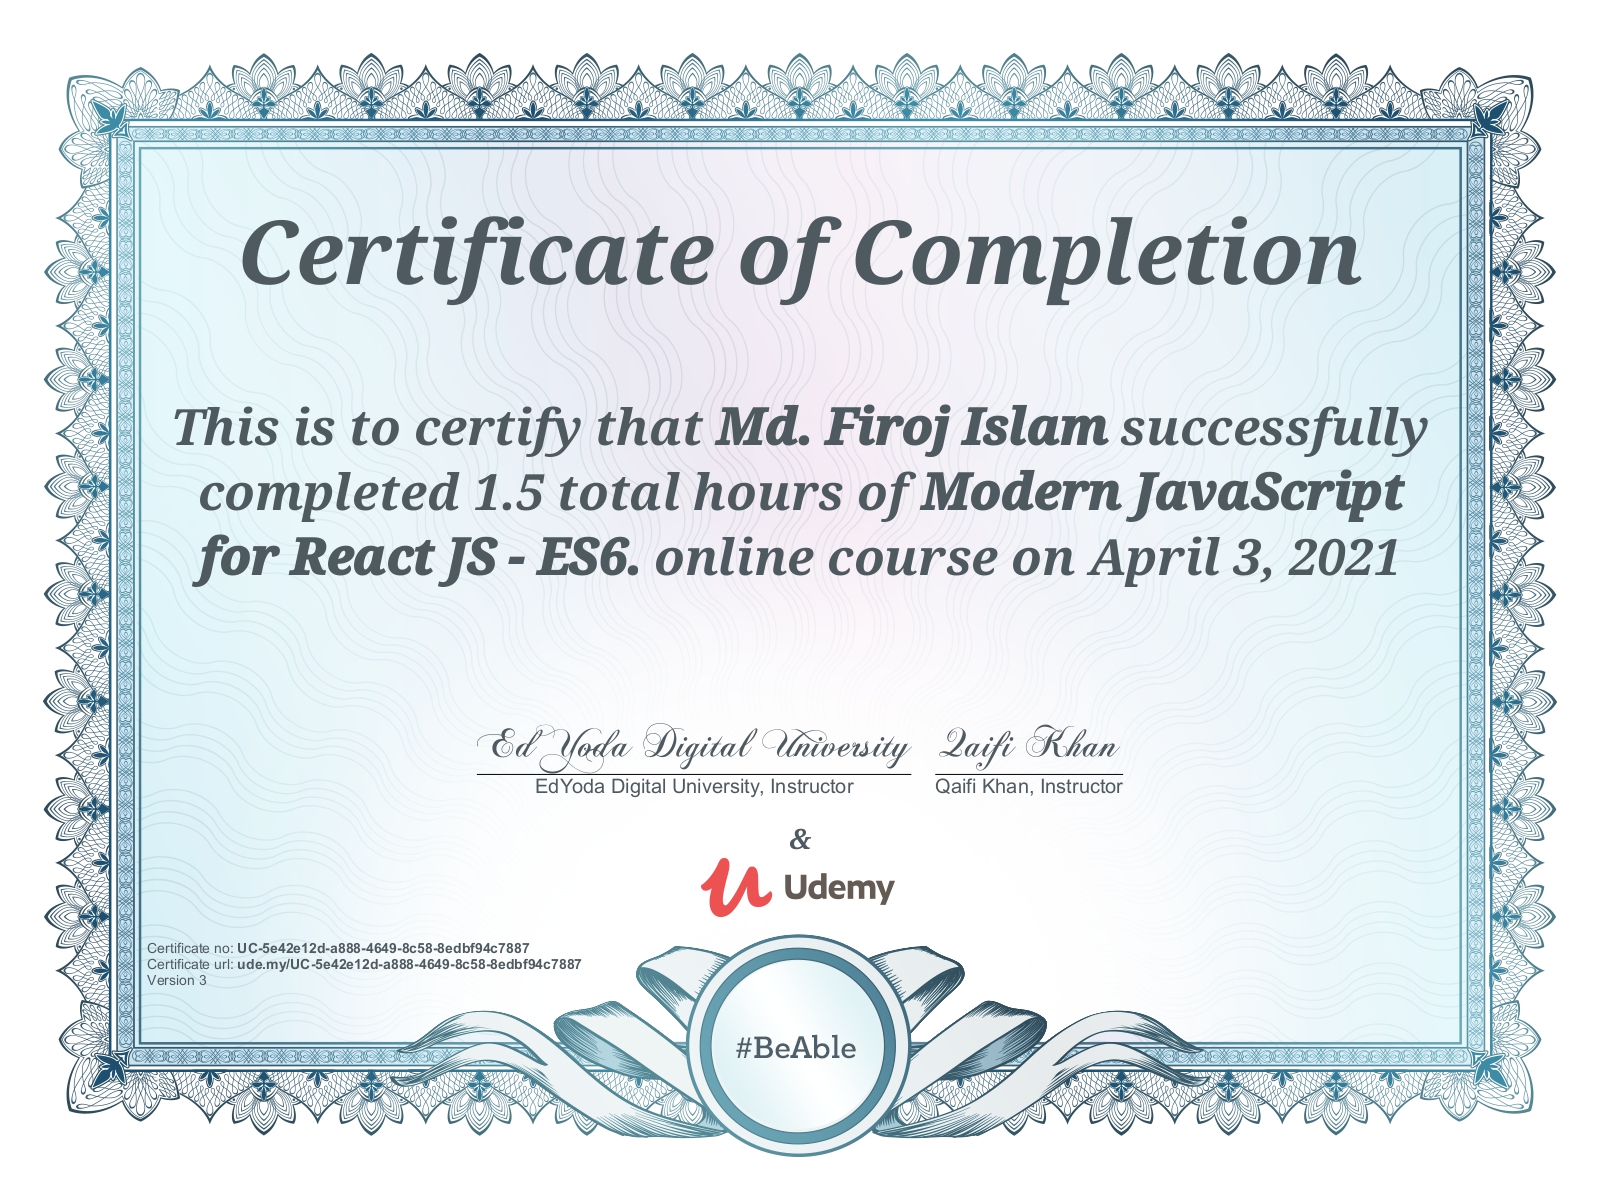 Certificate of Completion
This is to certify that Md. Firoj Islam successfully
completed 1.5 total hours of Modern JavaScript
for React JS - ES6. online course on April 3, 2021
Ed Yoda Digital University Qaifi Khan
EdYoda Digital University, Instructor Qaifi Khan, Instructor
&
Udemy
Certificate no: UC-5e42e12d-a888-4649-8c58-8edbf94c7887
Certificate url: ude.my/UC-5e42e12d-a888-4649-8c58-8edbf94c7887
Version 3
#BeAble